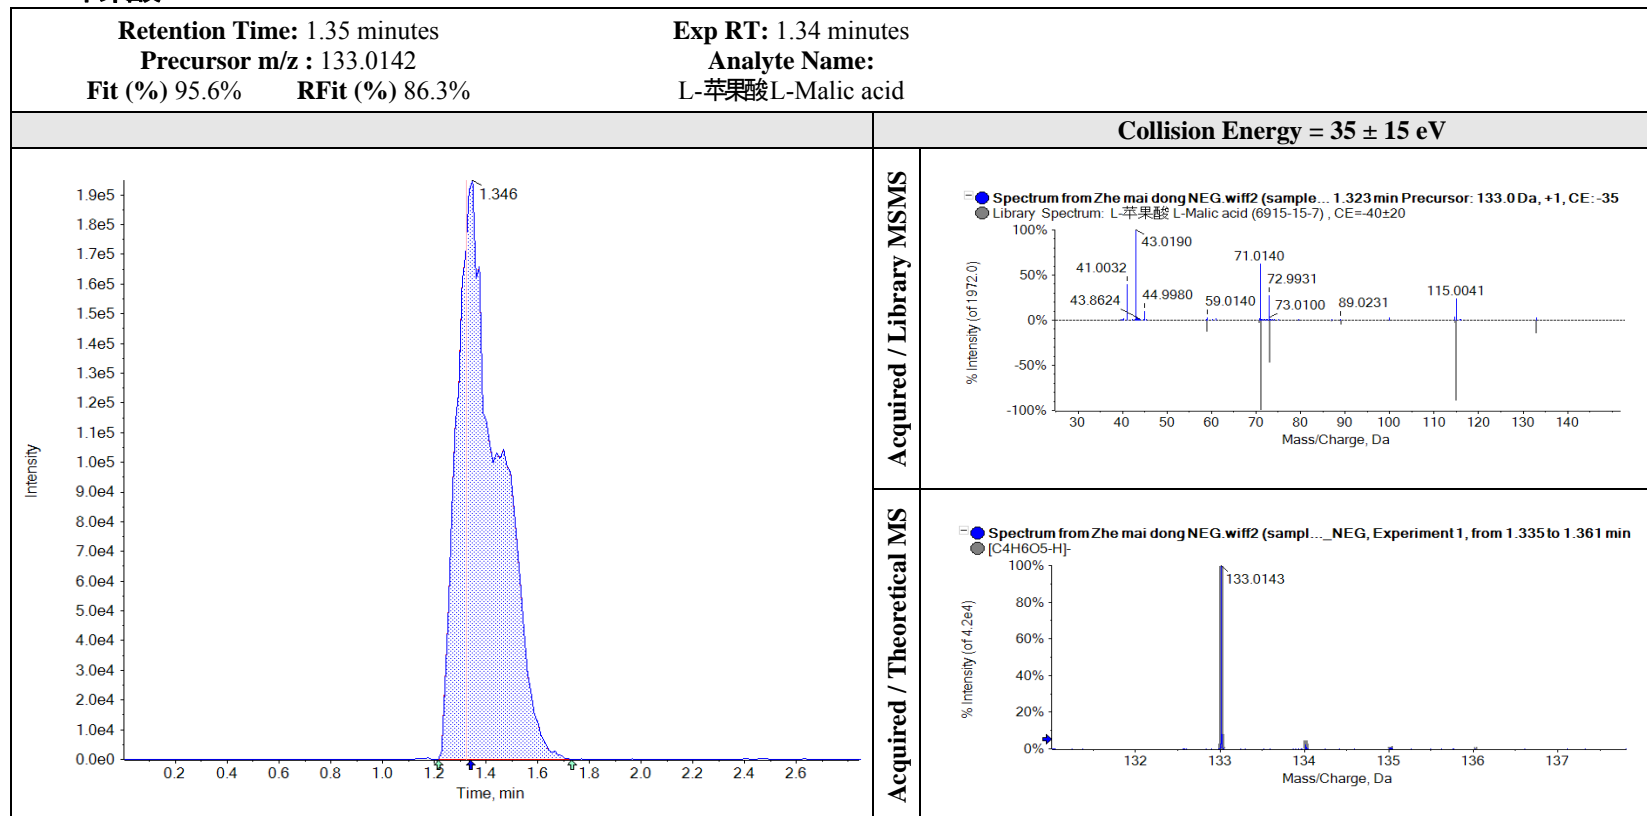 Retention Time: 1.35 minutes
Exp RT: 1.34 minutes
Precursor m/z : 133.0142
Analyte Name:
Fit (%) 95.6% RFit (%) 86.3%
L-苹果酸L-Malic acid
Collision Energy = 35 ± 15 eV
1.9e5
1.8e5
1.7e5
1.6e5
1.5e5
1.4e5
1.3e5
1.2e5
1.1e5
1.0e5
9.0e4
8.0e4
7.0e4
6.0e4
5.0e4
4.0e4
3.0e4
2.0e4
1.0e4
0.0e0
Intensity
1.346
0.2 0.4 0.6 0.8 1.0 1.2 1.4 1.6 1.8 2.0 2.2 2.4 2.6
Time, min
Acquired / Library MSMS
Spectrum from Zhe mai dong NEG.wiff2 (sample... 1.323 min Precursor: 133.0 Da, +1, CE: -35
Library Spectrum: L-苹果酸 L-Malic acid (6915-15-7) , CE=-40±20
% Intensity (of 1972.0)
100%
50%
0%
-50%
-100%
43.0190
41.0032
43.8624
44.9980
59.0140
71.0140
72.9931
73.0100
89.0231
115.0041
30 40 50 60 70 80 90 100 110 120 130 140
Mass/Charge, Da
Acquired / Theoretical MS
Spectrum from Zhe mai dong NEG.wiff2 (sampl..._NEG, Experiment 1, from 1.335 to 1.361 min
[C4H6O5-H]-
% Intensity (of 4.2e4)
100%
80%
60%
40%
20%
0%
133.0143
132 133 134 135 136 137
Mass/Charge, Da